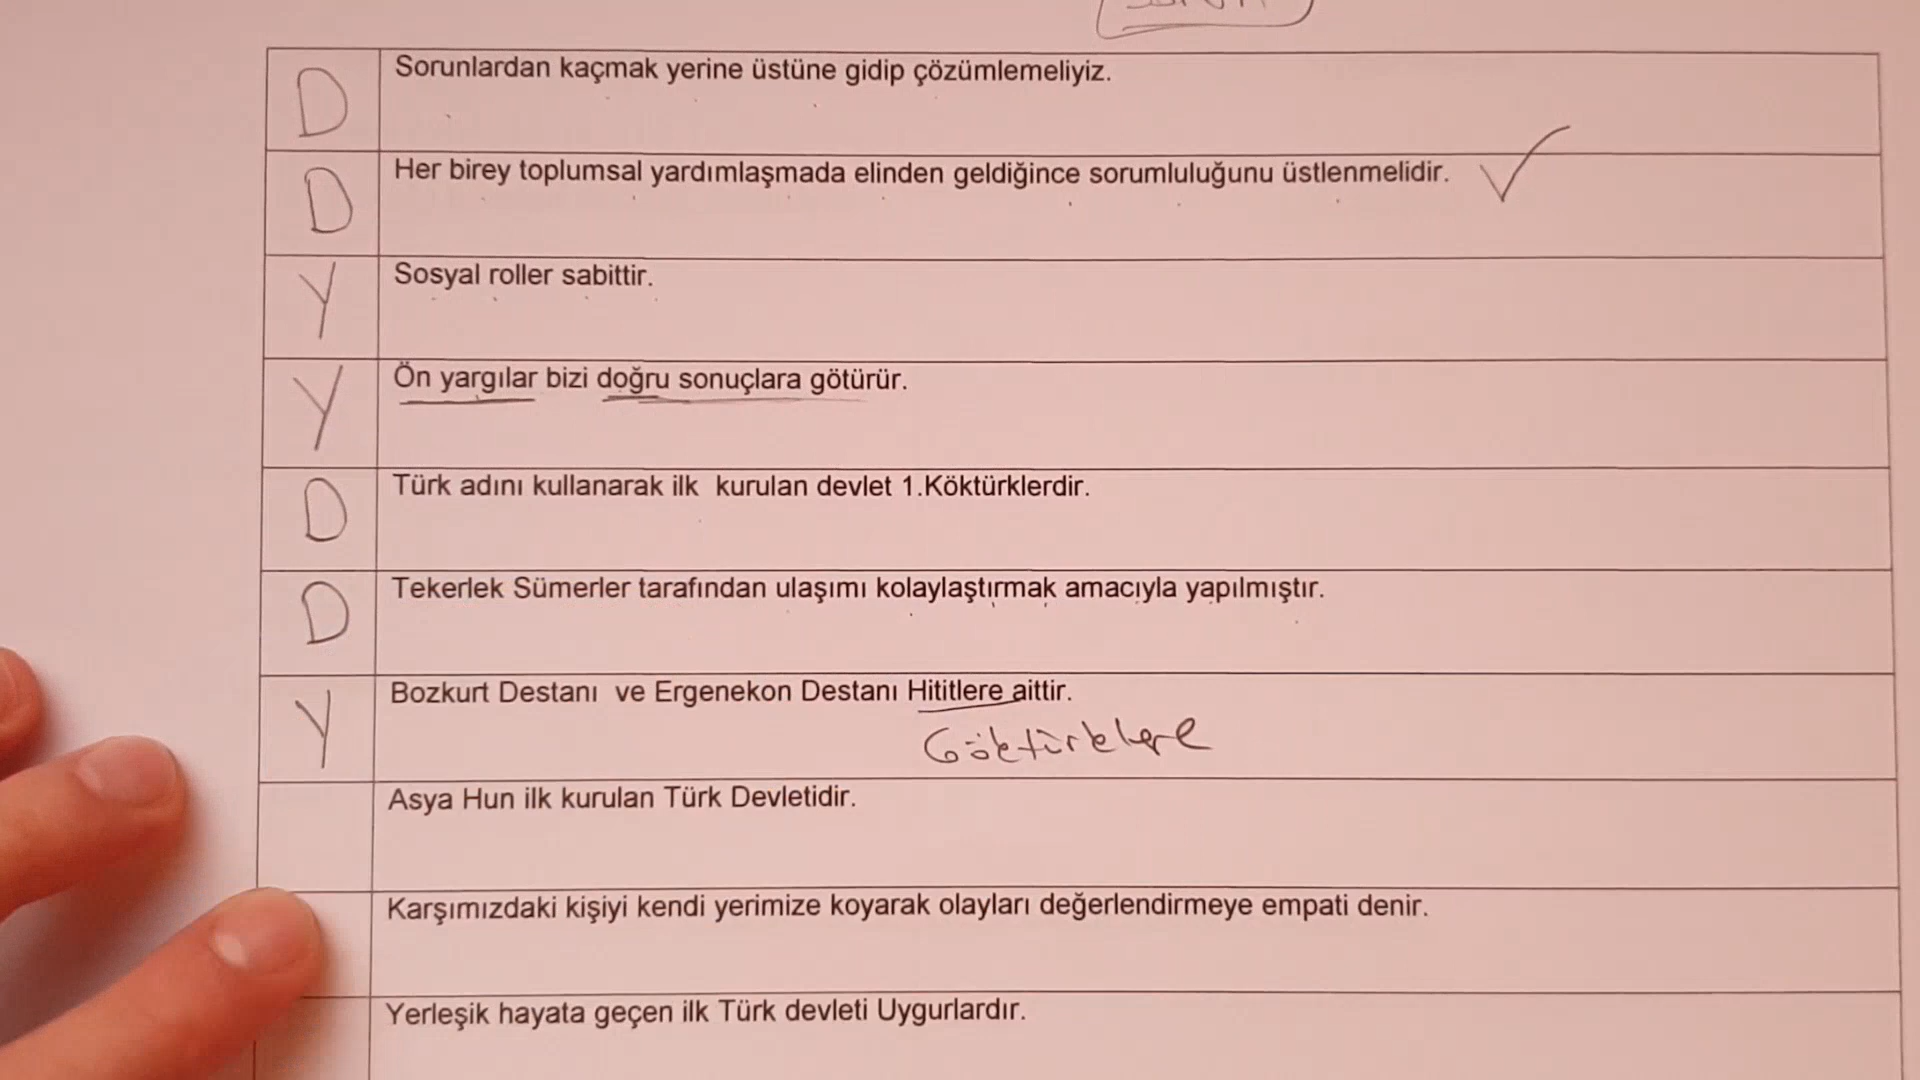 D Sorunlardan kaçmak yerine üstüne gidip çözümlemeliyiz.
D Her birey toplumsal yardımlaşmada elinden geldiğince sorumluluğunu üstlenmelidir.
Y Sosyal roller sabittir.
Y Ön yargılar bizi doğru sonuçlara götürür.
D Türk adını kullanarak ilk kurulan devlet 1.Köktürklerdir.
D Tekerlek Sümerler tarafından ulaşımı kolaylaştırmak amacıyla yapılmıştır.
Y Bozkurt Destanı ve Ergenekon Destanı Hititlere aittir.
Göktürklere
Asya Hun ilk kurulan Türk Devletidir.
Karşımızdaki kişiyi kendi yerimize koyarak olayları değerlendirmeye empati denir.
Yerleşik hayata geçen ilk Türk devleti Uygurlardır.